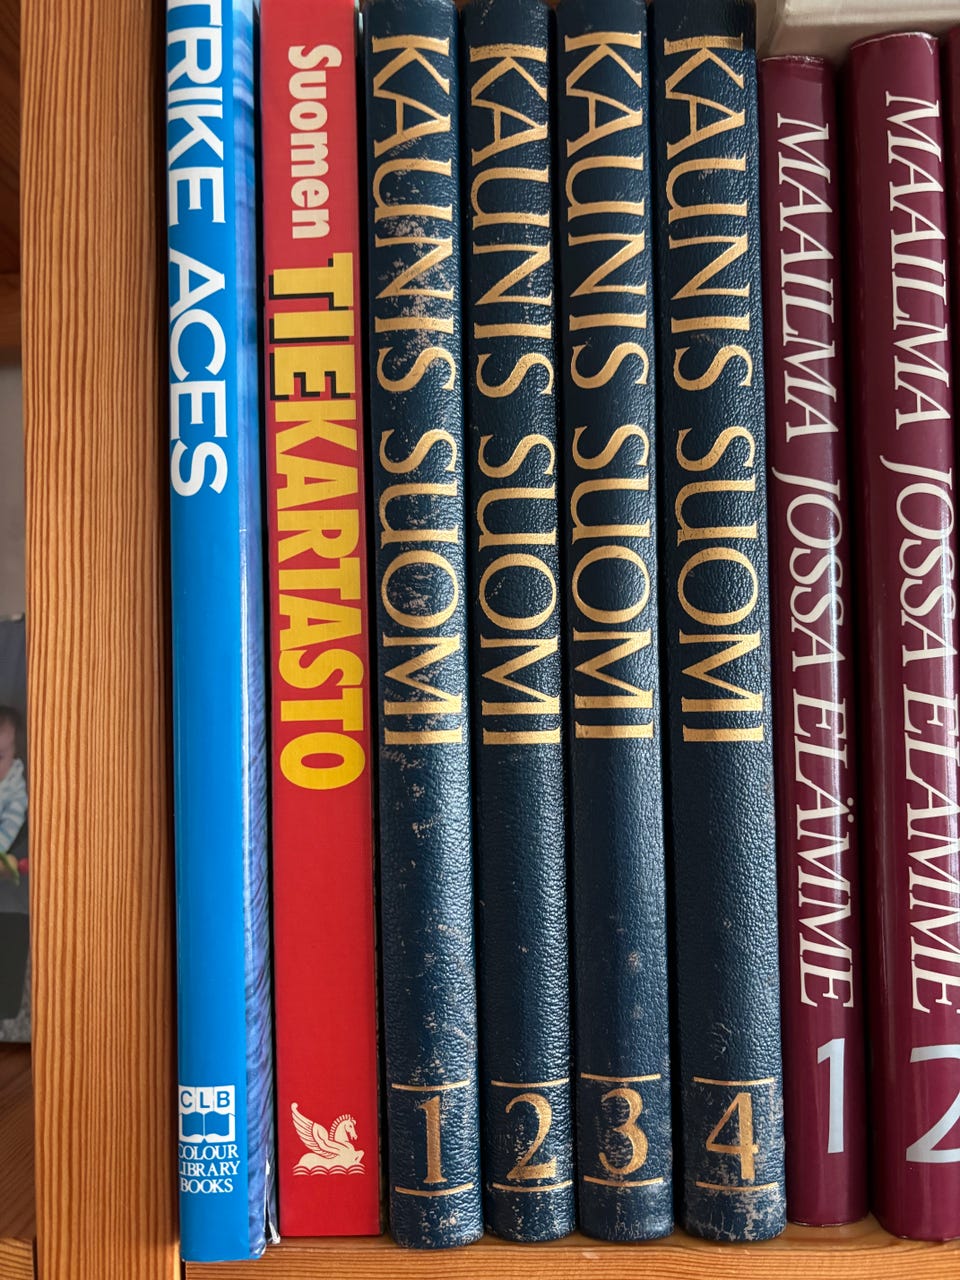 TRIKE ACES
CLB
COLOUR
LIBRARY
BOOKS
Suomen TIEKARTASTO
KAUNIS SUOMI
1
KAUNIS SUOMI
2
KAUNIS SUOMI
3
KAUNIS SUOMI
4
MAAILMA JOSSA ELÄMME
1
MAAILMA JOSSA ELÄMME
2